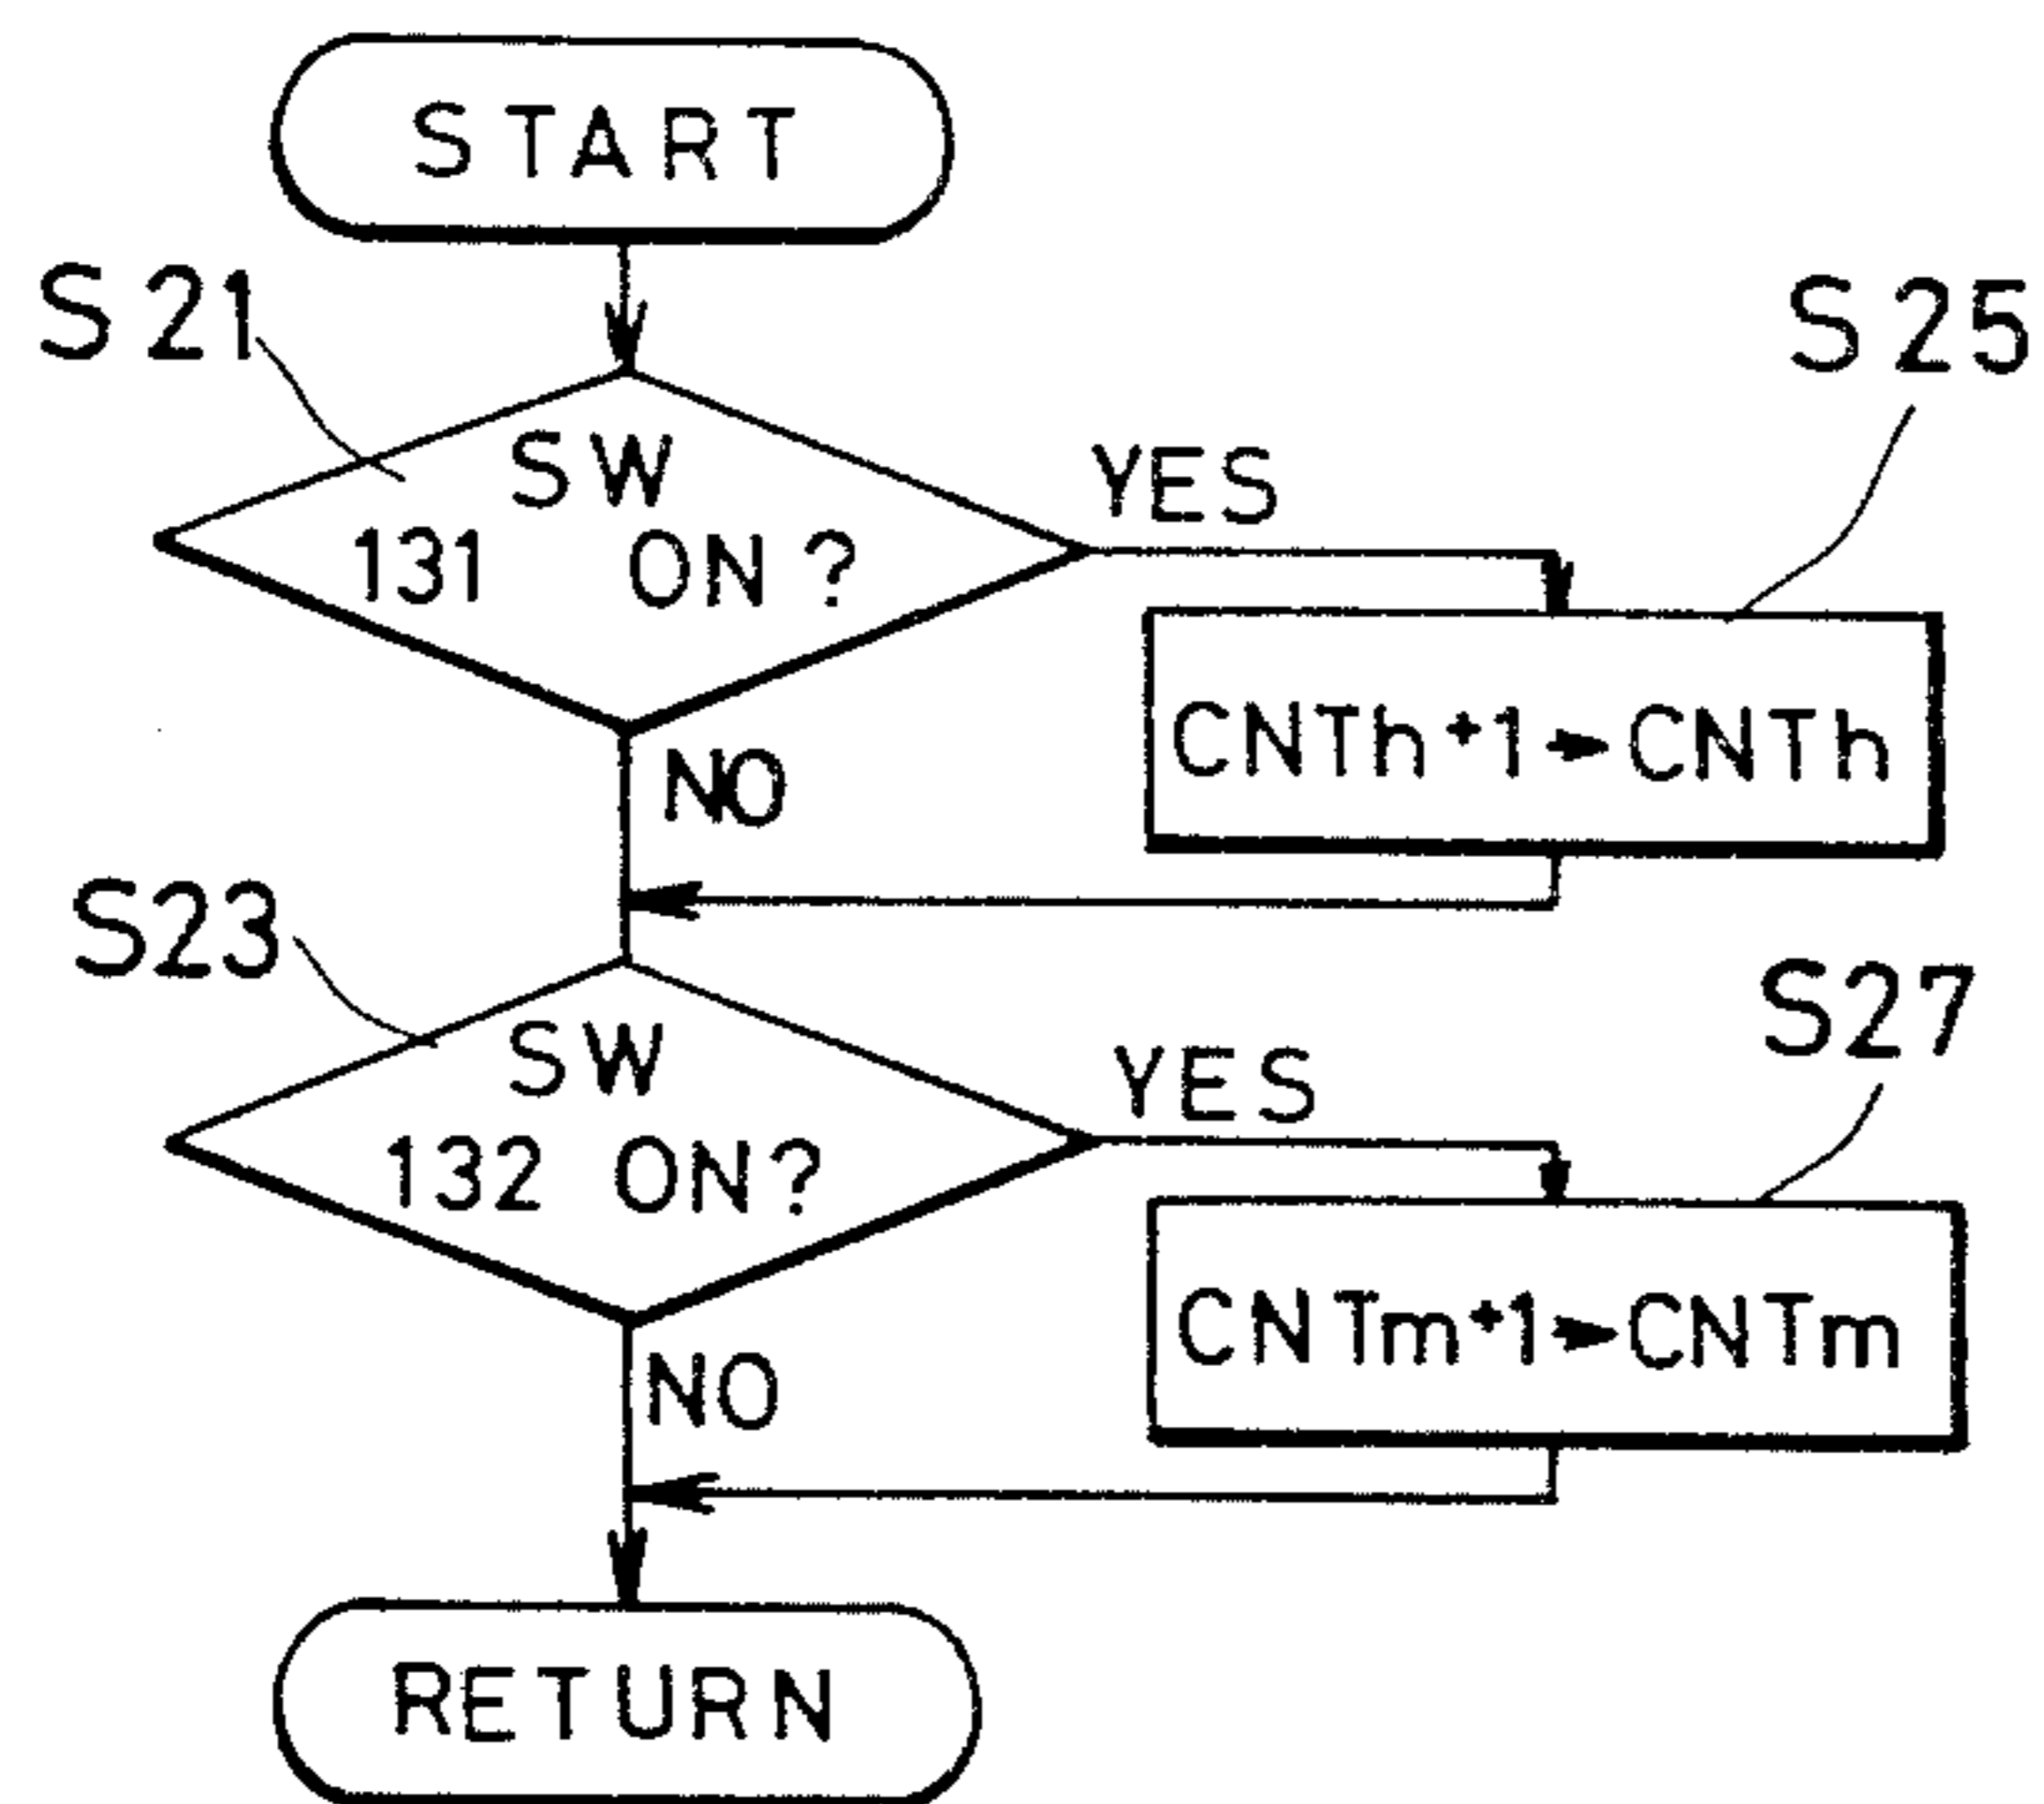 START
S21
S25
SW
131 ON?
YES
CNTh+1→CNTh
NO
S23
S27
SW
132 ON?
YES
CNTm+1→CNTm
NO
RETURN